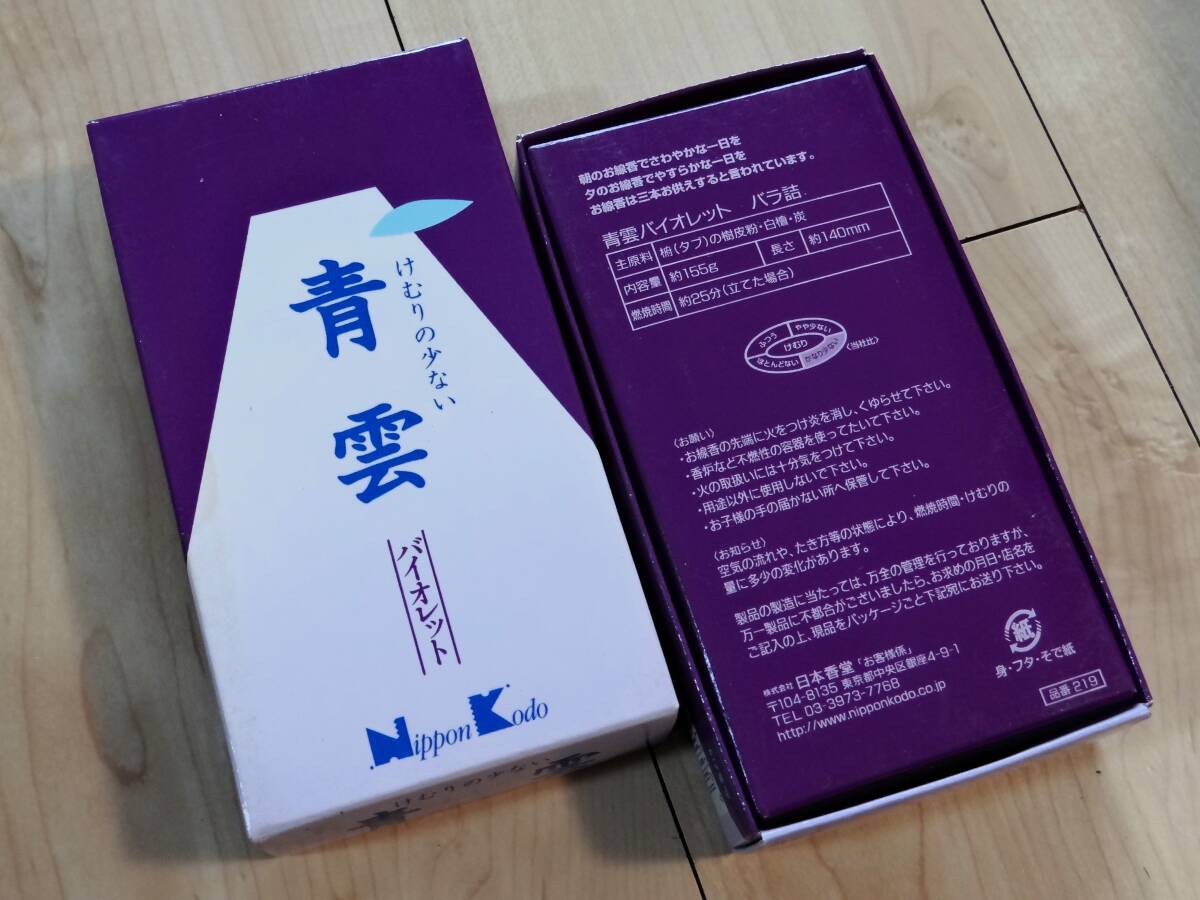 けむりの少ない
青雲
バイオレット
Nippon Kodo
けむりの少ない
青 雲
朝のお線香でさわやかな一日を
夕のお線香でやすらかな一日を
お線香は三本お供えすると言われています。
青雲バイオレット バラ詰
主原料 椨(タブ)の樹皮粉・白檀・炭
内容量 約155g 長さ 約140mm
燃焼時間 約25分(立てた場合)
ふつう やや少ない
けむり
ほとんどない かなり少ない 〈当社比〉
〈お願い〉
・お線香の先端に火をつけ炎を消し、くゆらせて下さい。
・香炉など不燃性の容器を使ってたいて下さい。
・火の取扱いには十分気をつけて下さい。
・用途以外に使用しないで下さい。
・お子様の手の届かない所へ保管して下さい。
〈お知らせ〉
空気の流れや、たき方等の状態により、燃焼時間・けむりの
量に多少の変化があります。
製品の製造に当たっては、万全の管理を行っておりますが、
万一製品に不都合がございましたら、お求めの月日・店名を
ご記入の上、現品をパッケージごと下記宛にお送り下さい。
株式会社 日本香堂 「お客様係」
〒104-8135 東京都中央区銀座4-9-1
TEL 03-3973-7768
http://www.nipponkodo.co.jp
紙
身・フタ・そで紙
品番 219